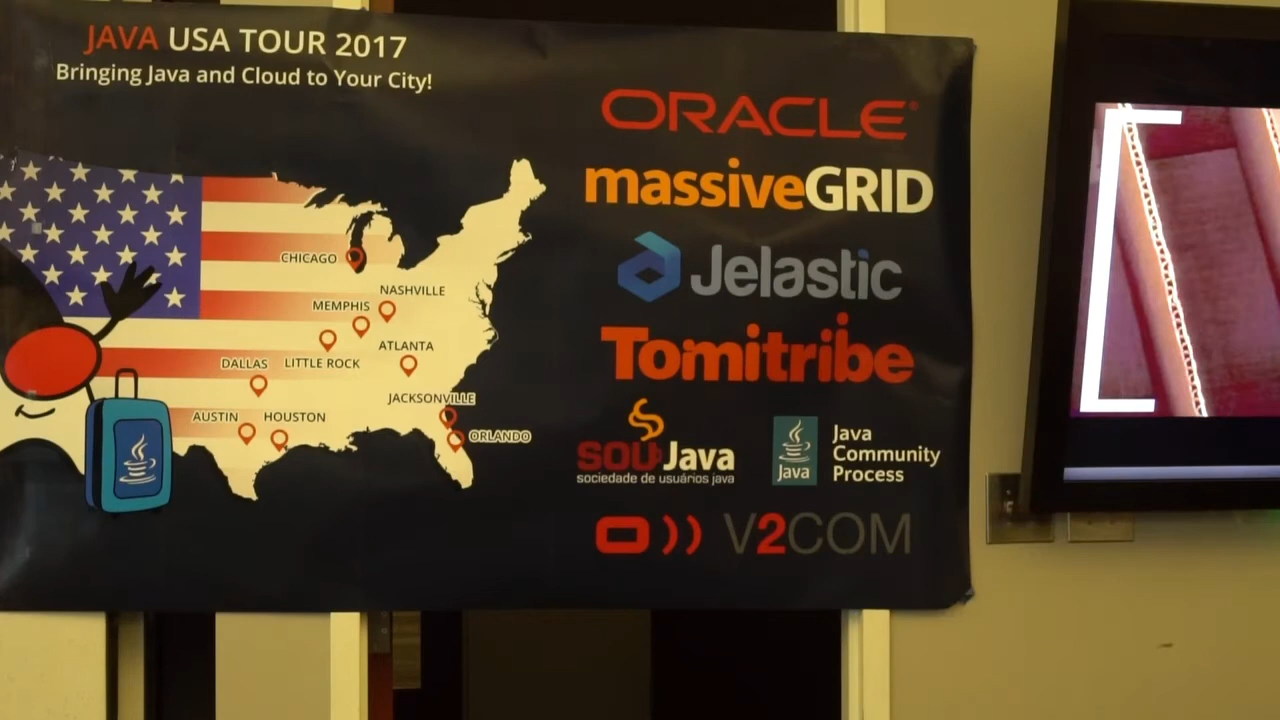 JAVA USA TOUR 2017
Bringing Java and Cloud to Your City!
CHICAGO
NASHVILLE
MEMPHIS
ATLANTA
DALLAS
LITTLE ROCK
JACKSONVILLE
AUSTIN
HOUSTON
ORLANDO
ORACLE®
massiveGRID
Jelastic
Tomitribe
SOUJava
sociedade de usuários java
Java
Java
Community
Process
V2COM